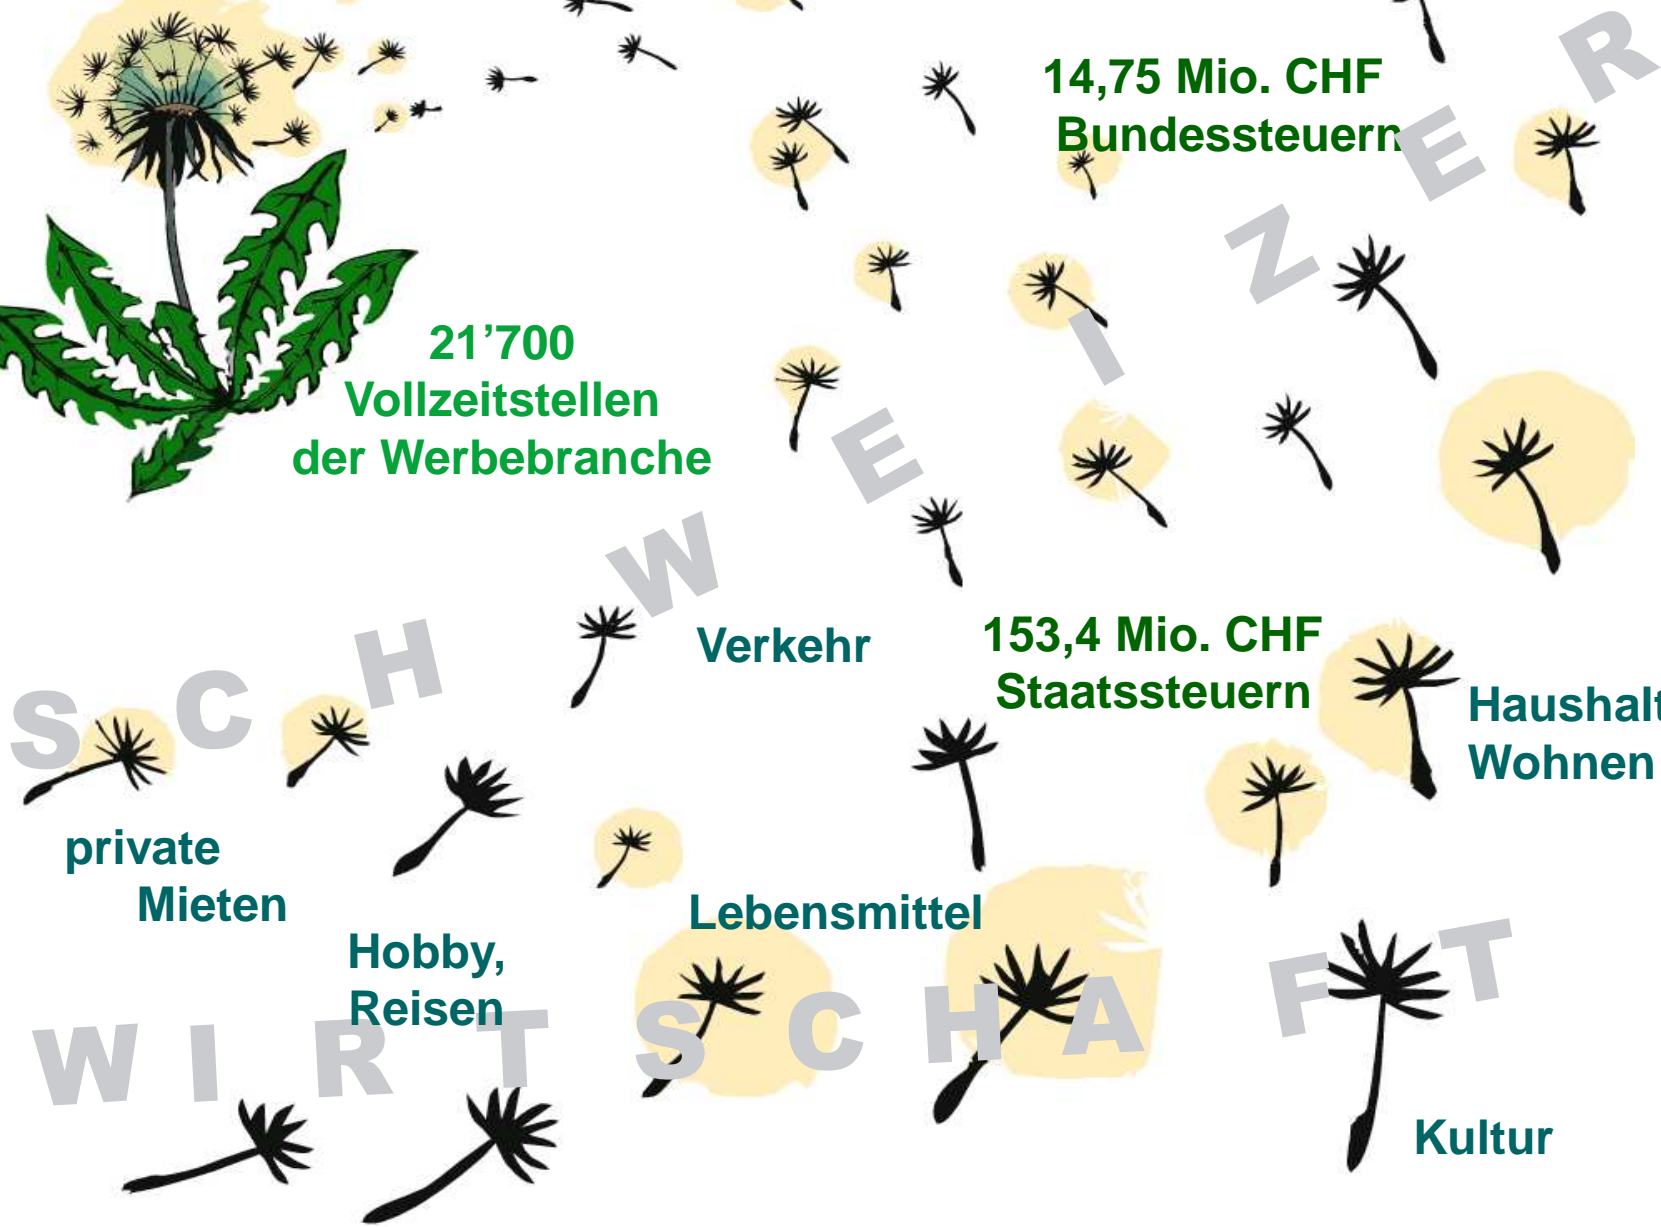 14,75 Mio. CHF
Bundessteuern
21’700
Vollzeitstellen
der Werbebranche
SCHWEIZER
Verkehr
153,4 Mio. CHF
Staatssteuern
Haushalt
Wohnen
private
Mieten
Lebensmittel
Hobby,
Reisen
WIRTSCHAFT
Kultur